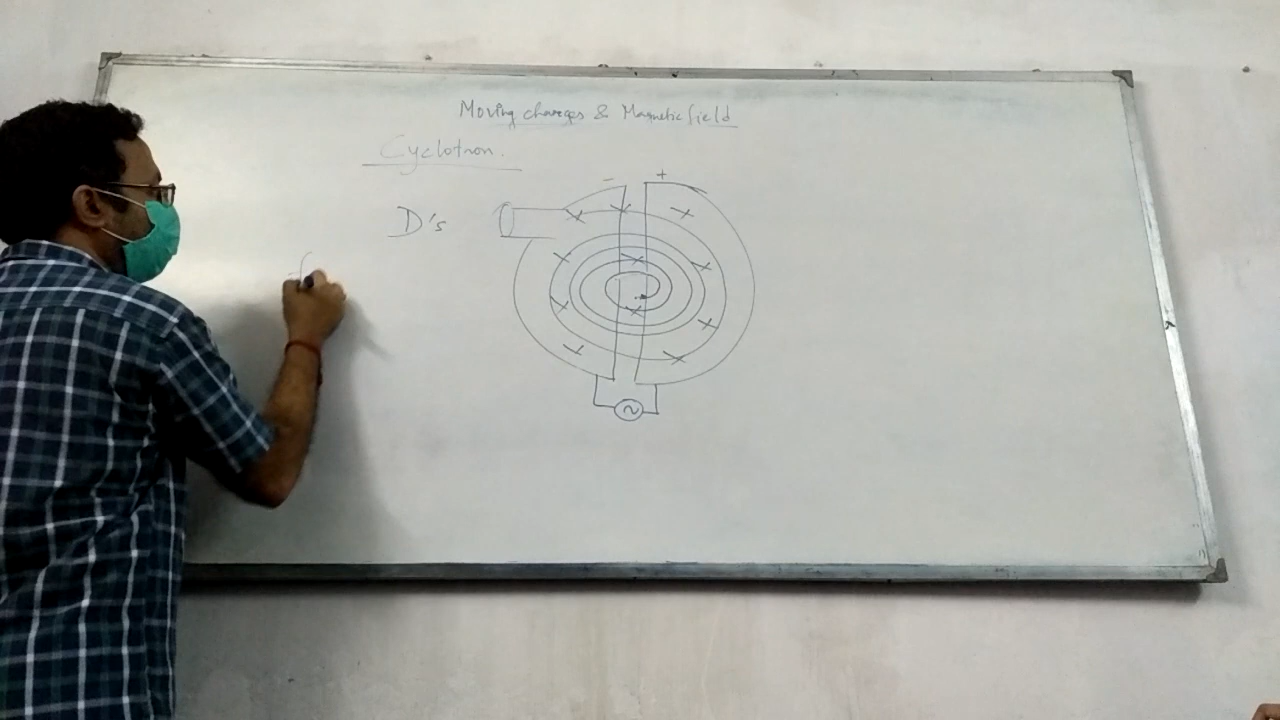 Moving charges & Magnetic field
Cyclotron.
- +
D's
~